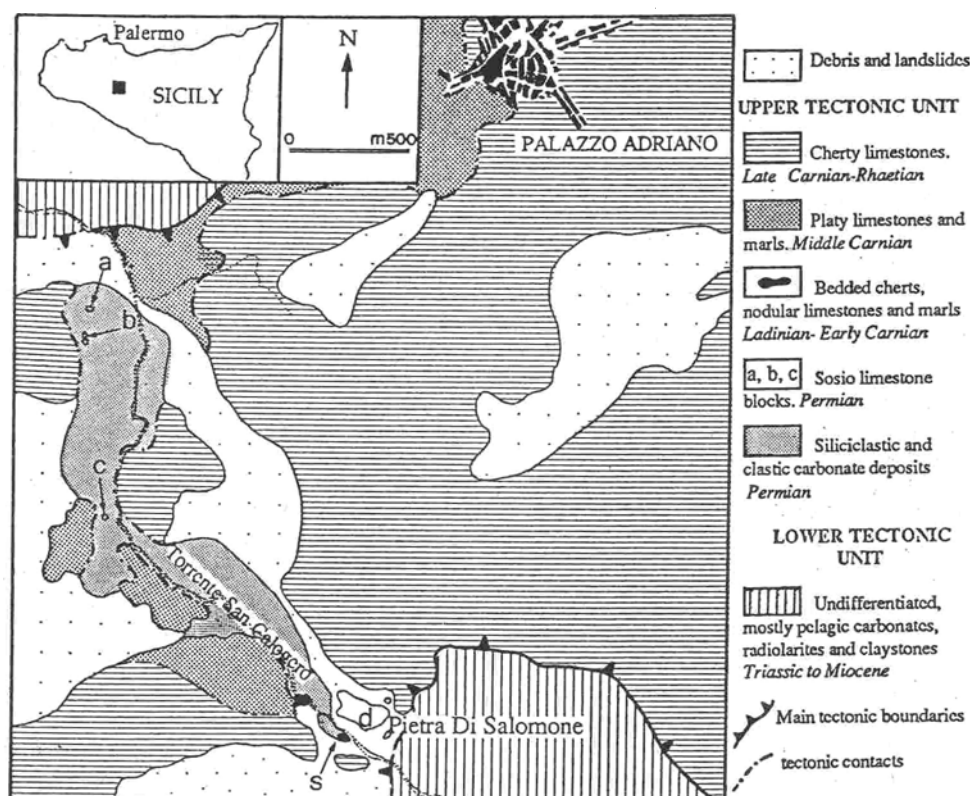 Palermo
SICILY
N
0 m500
PALAZZO ADRIANO
a
b
c
Torrente San Calogero
d
Pietra Di Salomone
S
Debris and landslides
UPPER TECTONIC UNIT
Cherty limestones.
Late Carnian-Rhaetian
Platy limestones and
marls. Middle Carnian
Bedded cherts,
nodular limestones and marls
Ladinian- Early Carnian
a, b, c Sosio limestone
blocks. Permian
Siliciclastic and
clastic carbonate deposits
Permian
LOWER TECTONIC
UNIT
Undifferentiated,
mostly pelagic carbonates,
radiolarites and claystones
Triassic to Miocene
Main tectonic boundaries
tectonic contacts